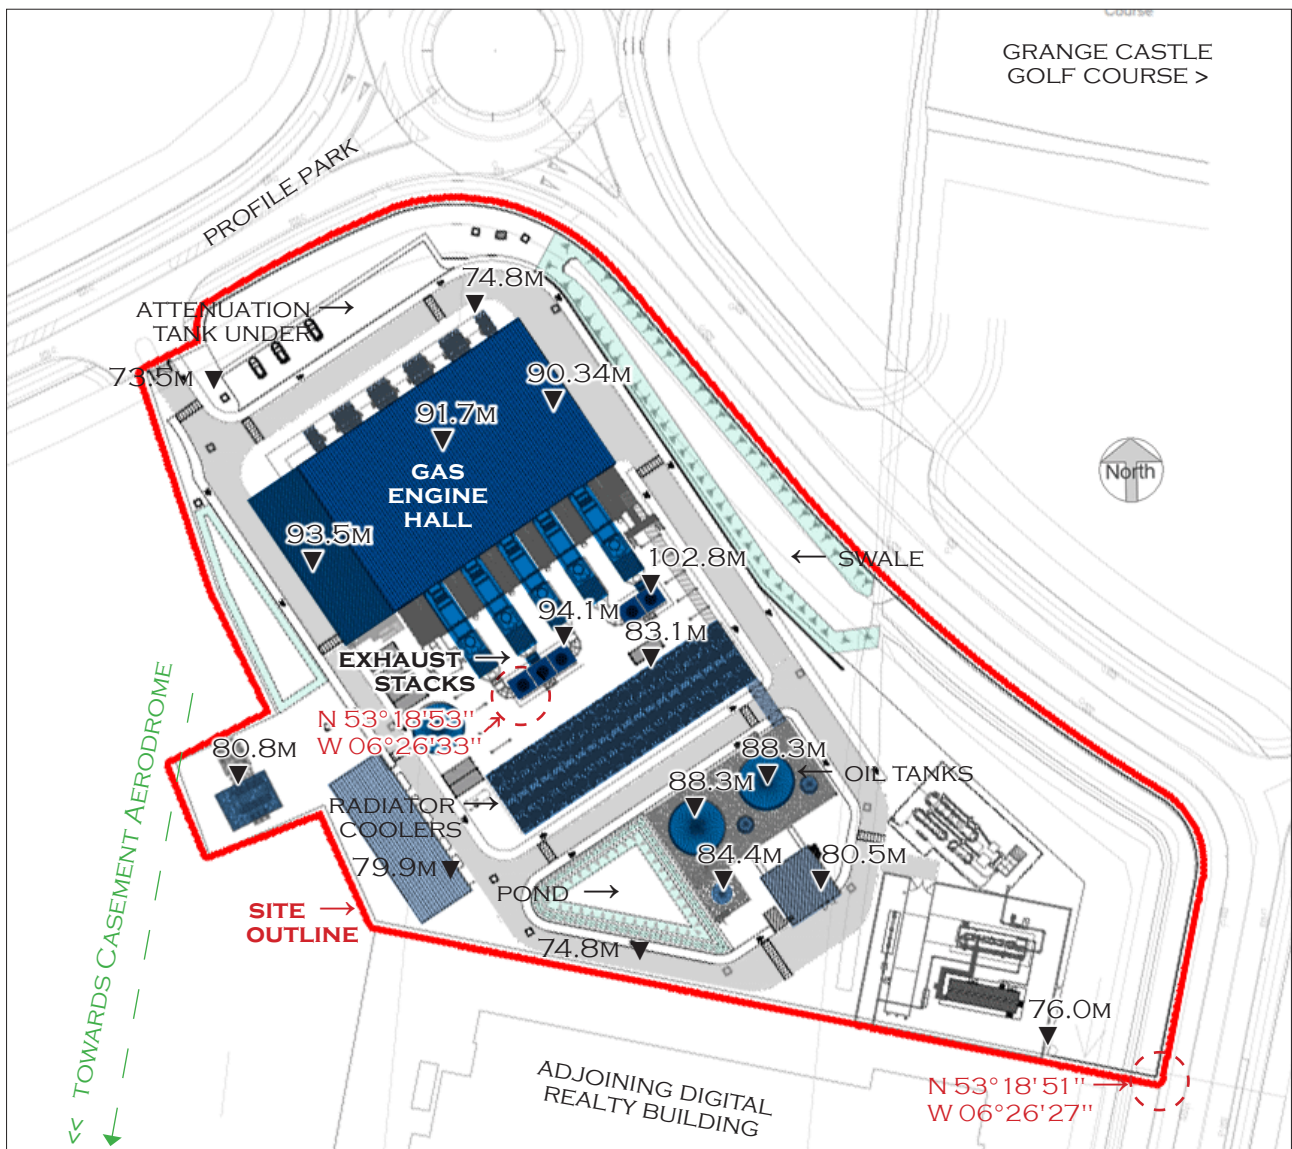 Course
GRANGE CASTLE
GOLF COURSE >
PROFILE PARK
74.8M
ATTENUATION →
TANK UNDER
73.5M
90.34M
91.7M
GAS
ENGINE
HALL
North
93.5M
102.8M
← SWALE
94.1M
83.1M
EXHAUST →
STACKS
N 53°18'53"
W 06°26'33"
80.8M
88.3M
← OIL TANKS
88.3M
RADIATOR →
COOLERS
79.9M
84.4M
80.5M
POND →
SITE →
OUTLINE
74.8M
76.0M
<< TOWARDS CASEMENT AERODROME
ADJOINING DIGITAL
REALTY BUILDING
N 53°18'51" →
W 06°26'27"